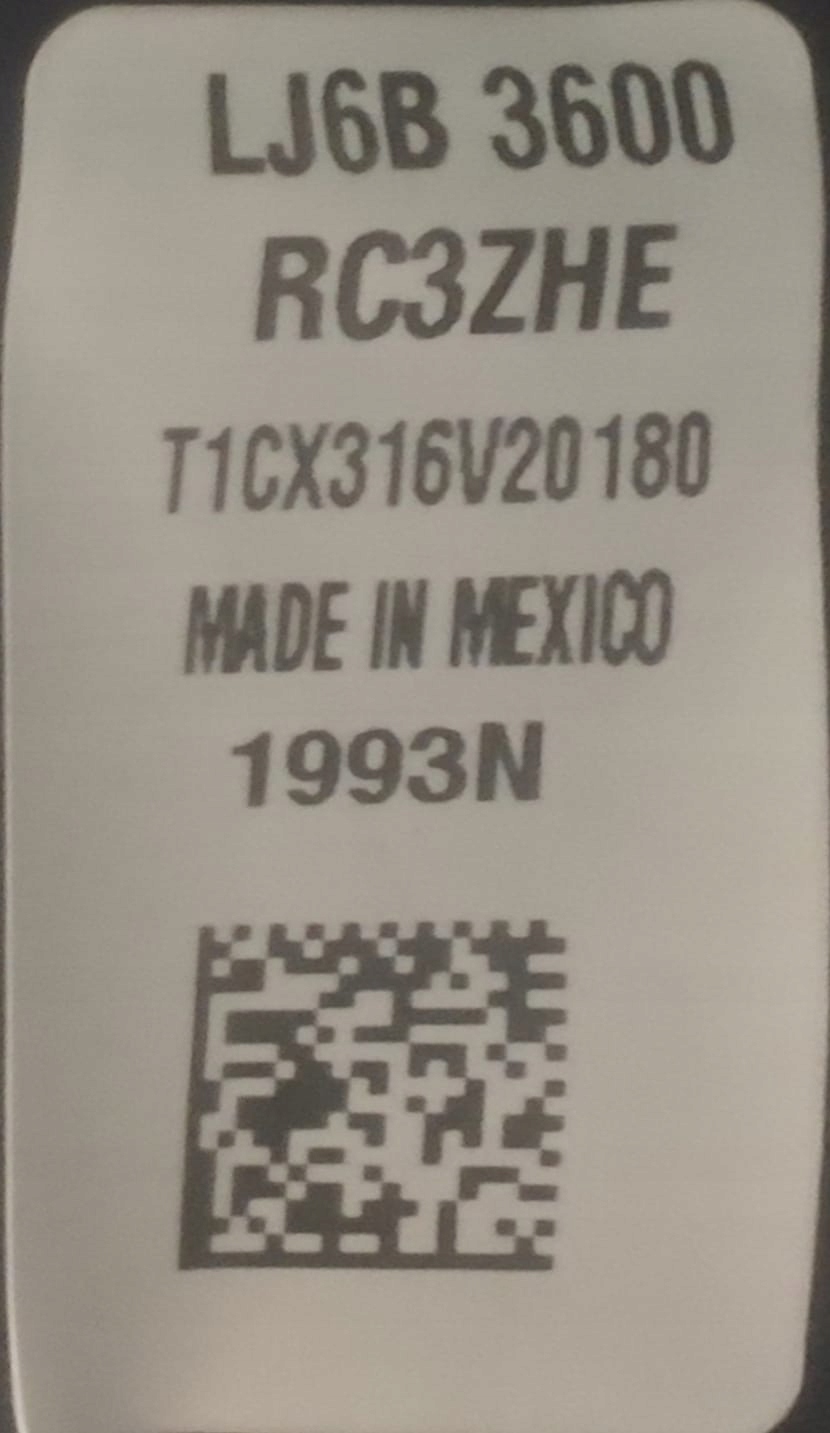 LJ6B 3600
RC3ZHE
T1CX316V20180
MADE IN MEXICO
1993N